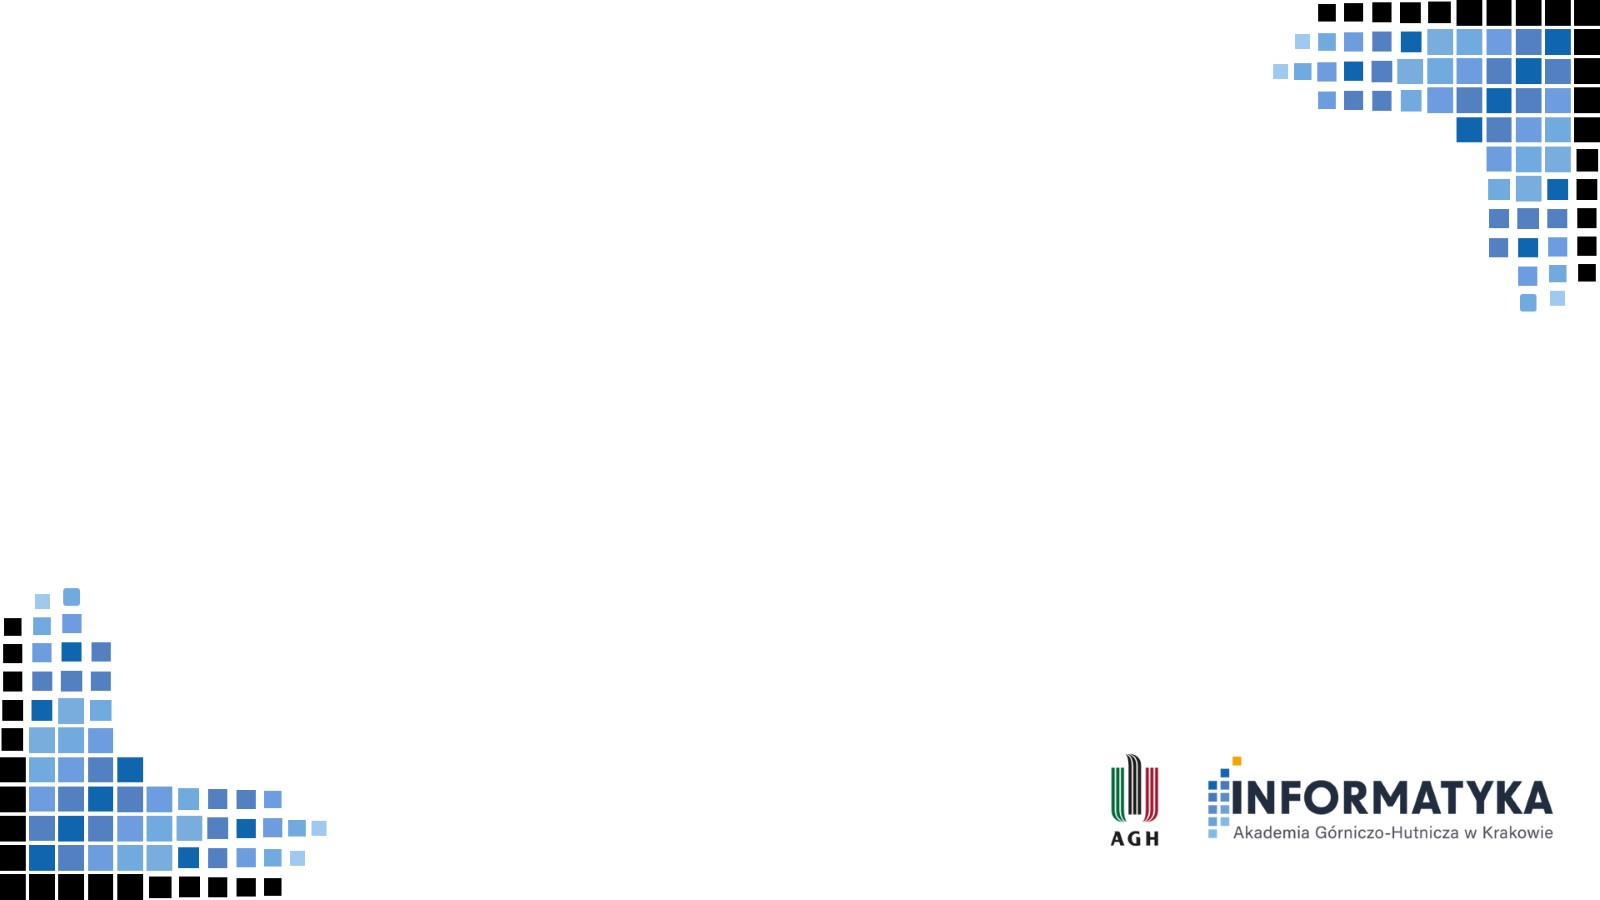 AGH
INFORMATYKA
Akademia Górniczo-Hutnicza w Krakowie